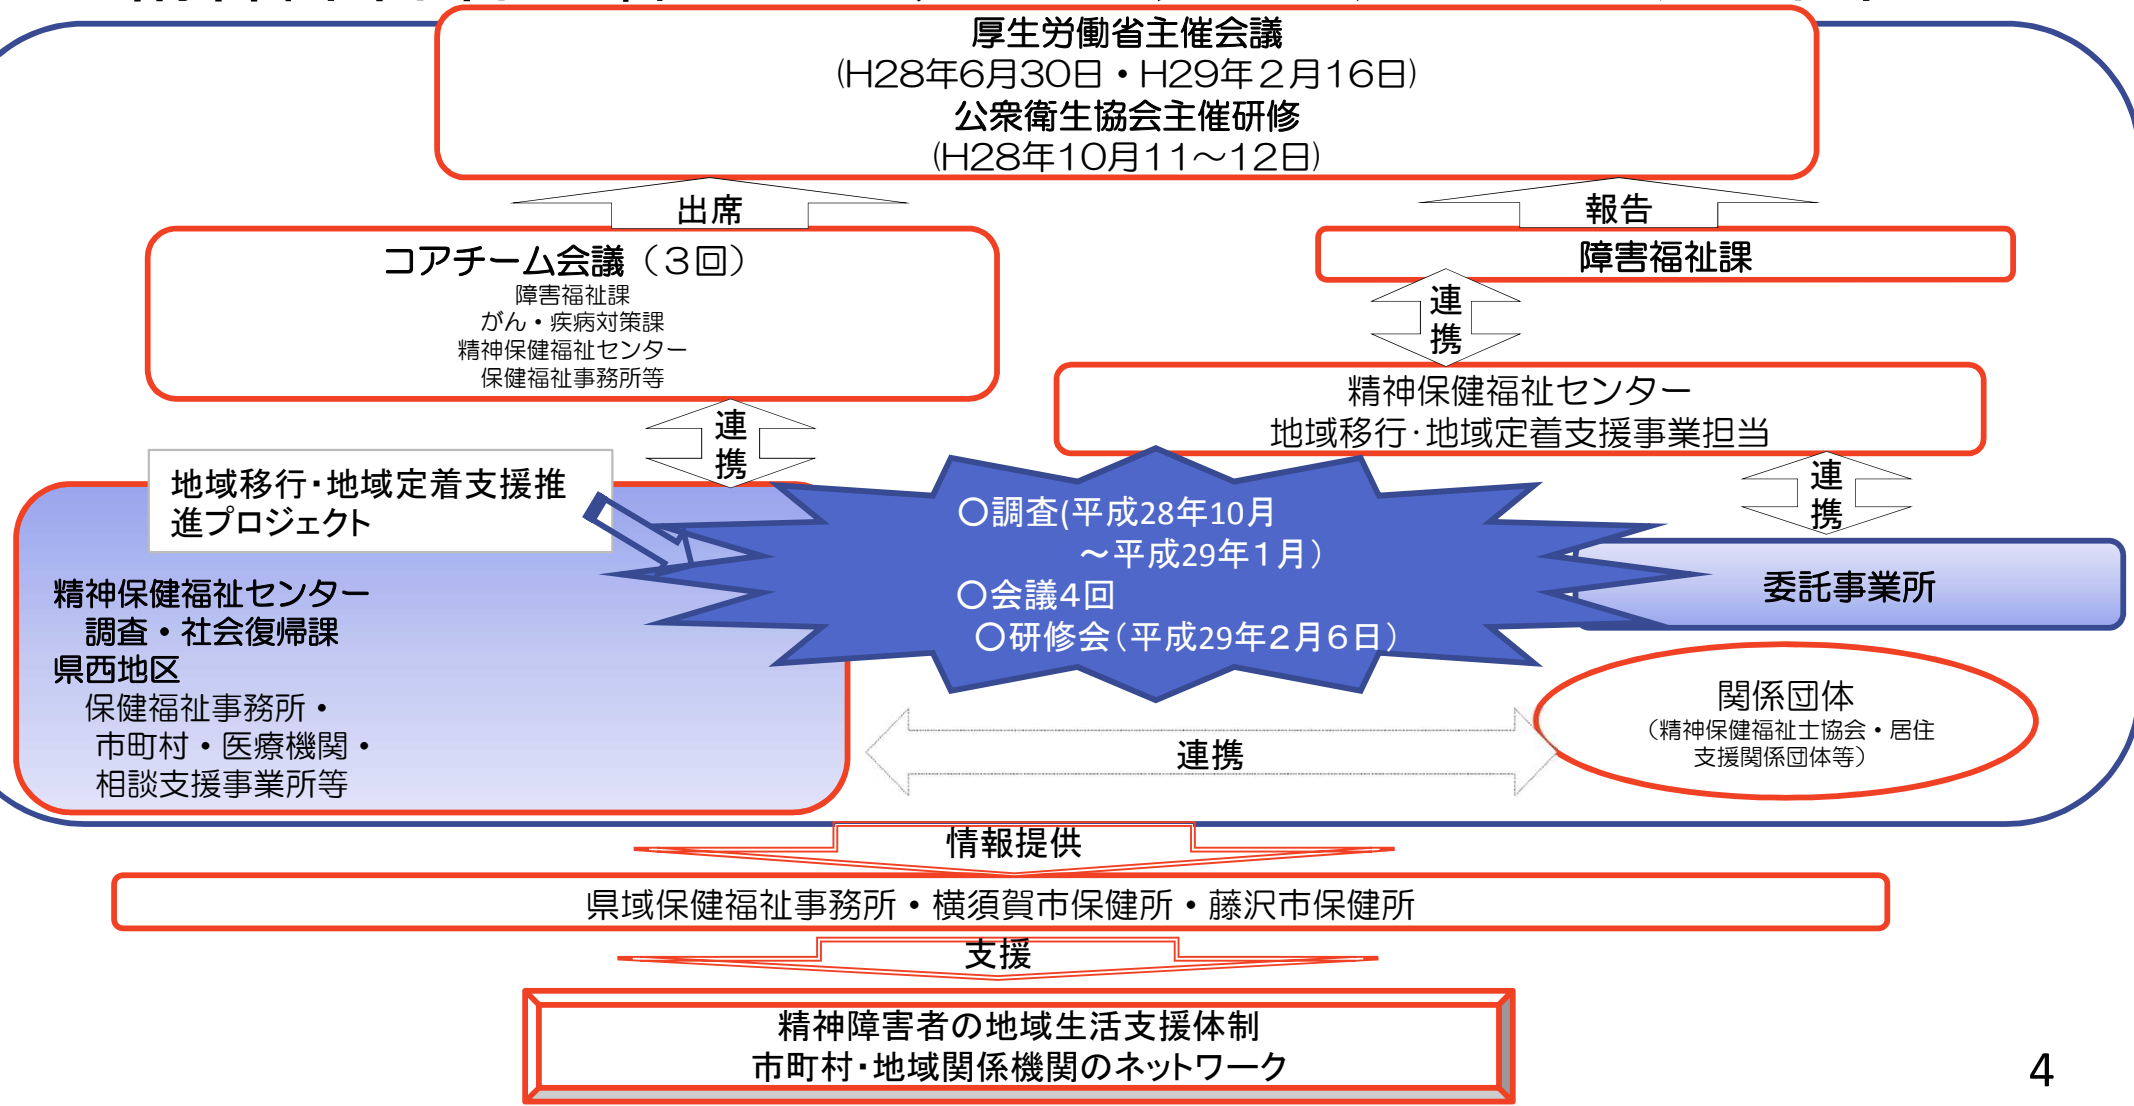 厚生労働省主催会議
(H28年6月30日・H29年２月16日)
公衆衛生協会主催研修
(H28年10月11～12日)
出席
報告
コアチーム会議（３回）
障害福祉課
がん・疾病対策課
精神保健福祉センター
保健福祉事務所等
障害福祉課
連
携
精神保健福祉センター
地域移行･地域定着支援事業担当
連
携
連
携
地域移行･地域定着支援推
進プロジェクト
精神保健福祉センター
調査・社会復帰課
県西地区
保健福祉事務所・
市町村・医療機関・
相談支援事業所等
○調査(平成28年10月
～平成29年１月）
○会議４回
○研修会（平成29年２月６日）
委託事業所
関係団体
（精神保健福祉士協会・居住
支援関係団体等）
連携
情報提供
県域保健福祉事務所・横須賀市保健所・藤沢市保健所
支援
精神障害者の地域生活支援体制
市町村･地域関係機関のネットワーク
4